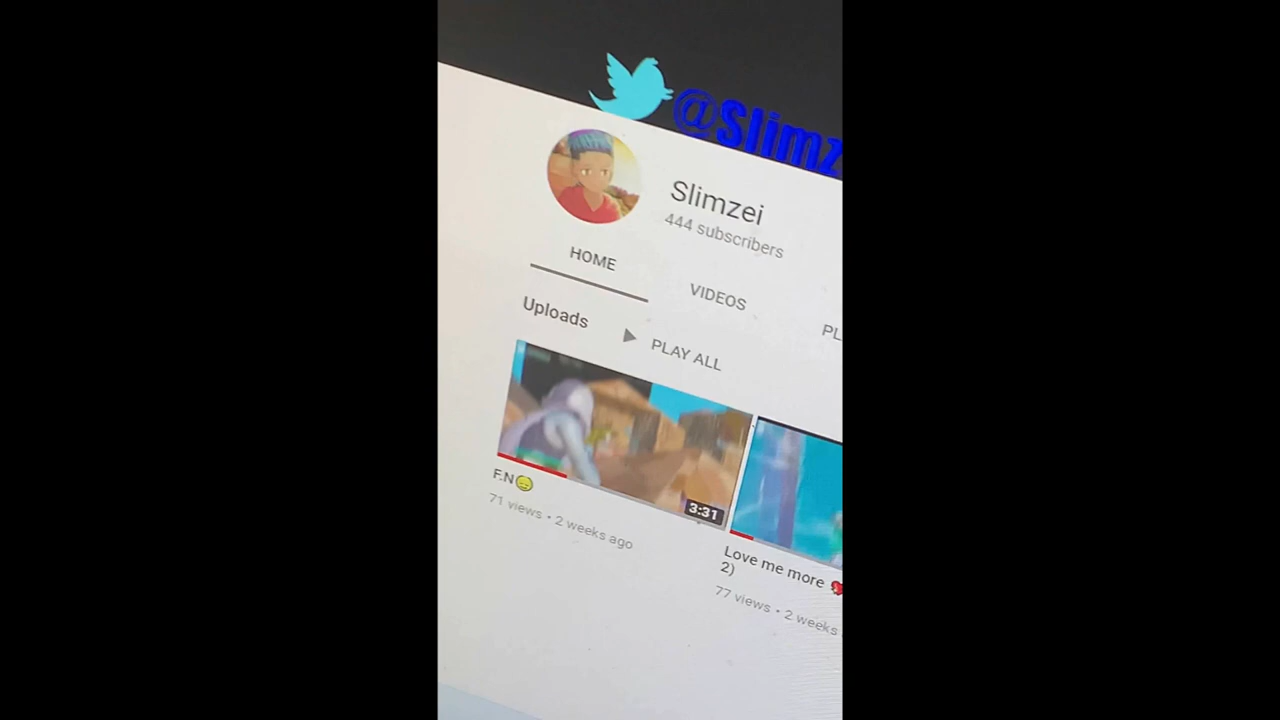 @Slimz
Slimzei
444 subscribers
HOME
VIDEOS
PL
Uploads
PLAY ALL
3:31
F.N😑
71 views • 2 weeks ago
Love me more
2)
77 views • 2 weeks